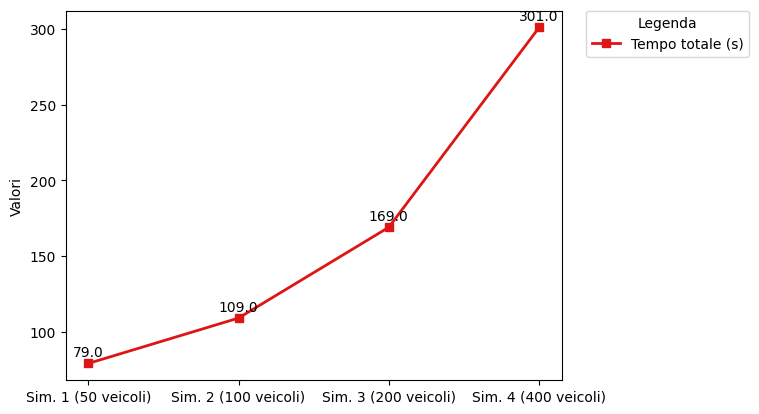 301.0
300
Legenda
Tempo totale (s)
250
200
Valori
169.0
150
109.0
100
79.0
Sim. 1 (50 veicoli) Sim. 2 (100 veicoli) Sim. 3 (200 veicoli) Sim. 4 (400 veicoli)